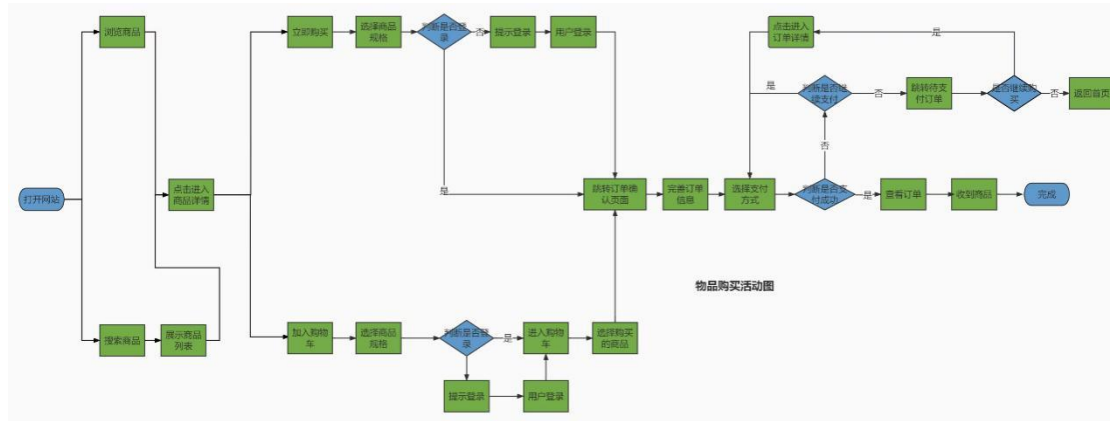 打开网站
浏览商品
搜索商品
展示商品
列表
点击进入
商品详情
立即购买
选择商品
规格
判断是否登
录
否
提示登录
用户登录
是
加入购物
车
选择商品
规格
判断是否登
录
是
提示登录
用户登录
进入购物
车
选择购买
的商品
跳转订单确
认页面
完善订单
信息
选择支付
方式
判断是否支
付成功
是
查看订单
收到商品
完成
否
判断是否继
续支付
是
否
跳转待支
付订单
是否继续购
买
是
否
点击进入
订单详情
返回首页
物品购买活动图